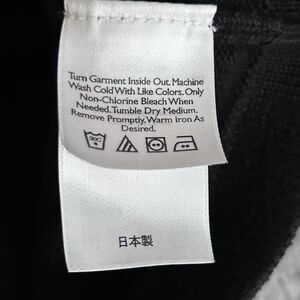 Turn Garment Inside Out. Machine
Wash Cold With Like Colors. Only
Non-Chlorine Bleach When
Needed. Tumble Dry Medium.
Remove Promptly. Warm Iron As
Desired.
日本製